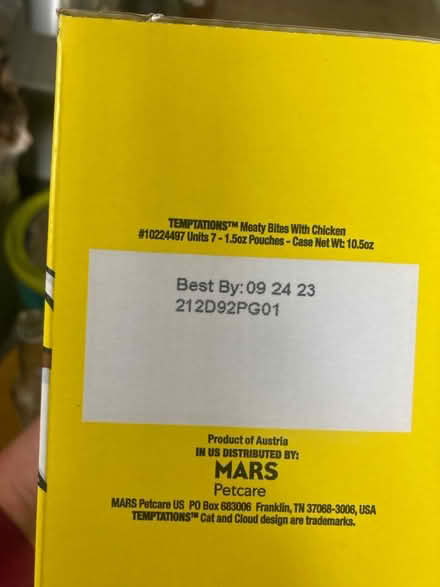 TEMPTATIONS™ Meaty Bites With Chicken
#10224497 Units 7 - 1.5oz Pouches - Case Net Wt: 10.5oz
Best By: 09 24 23
212D92PG01
Product of Austria
IN US DISTRIBUTED BY:
MARS
Petcare
MARS Petcare US PO Box 683006 Franklin, TN 37068-3006, USA
TEMPTATIONS™ Cat and Cloud design are trademarks.